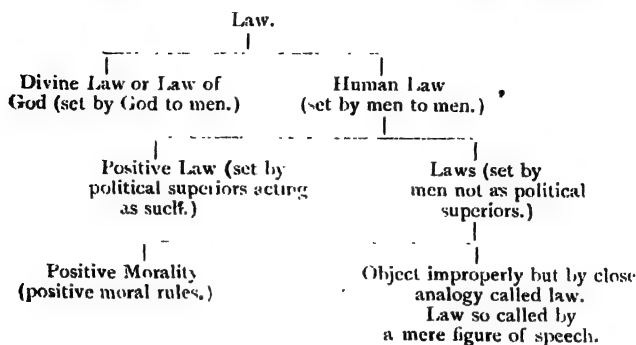 Law.
Divine Law or Law of
God (set by God to men.)
Human Law
(set by men to men.)
Positive Law (set by
political superiors acting
as such.)
Laws (set by
men not as political
superiors.)
Positive Morality
(positive moral rules.)
Object improperly but by close
analogy called law.
Law so called by
a mere figure of speech.